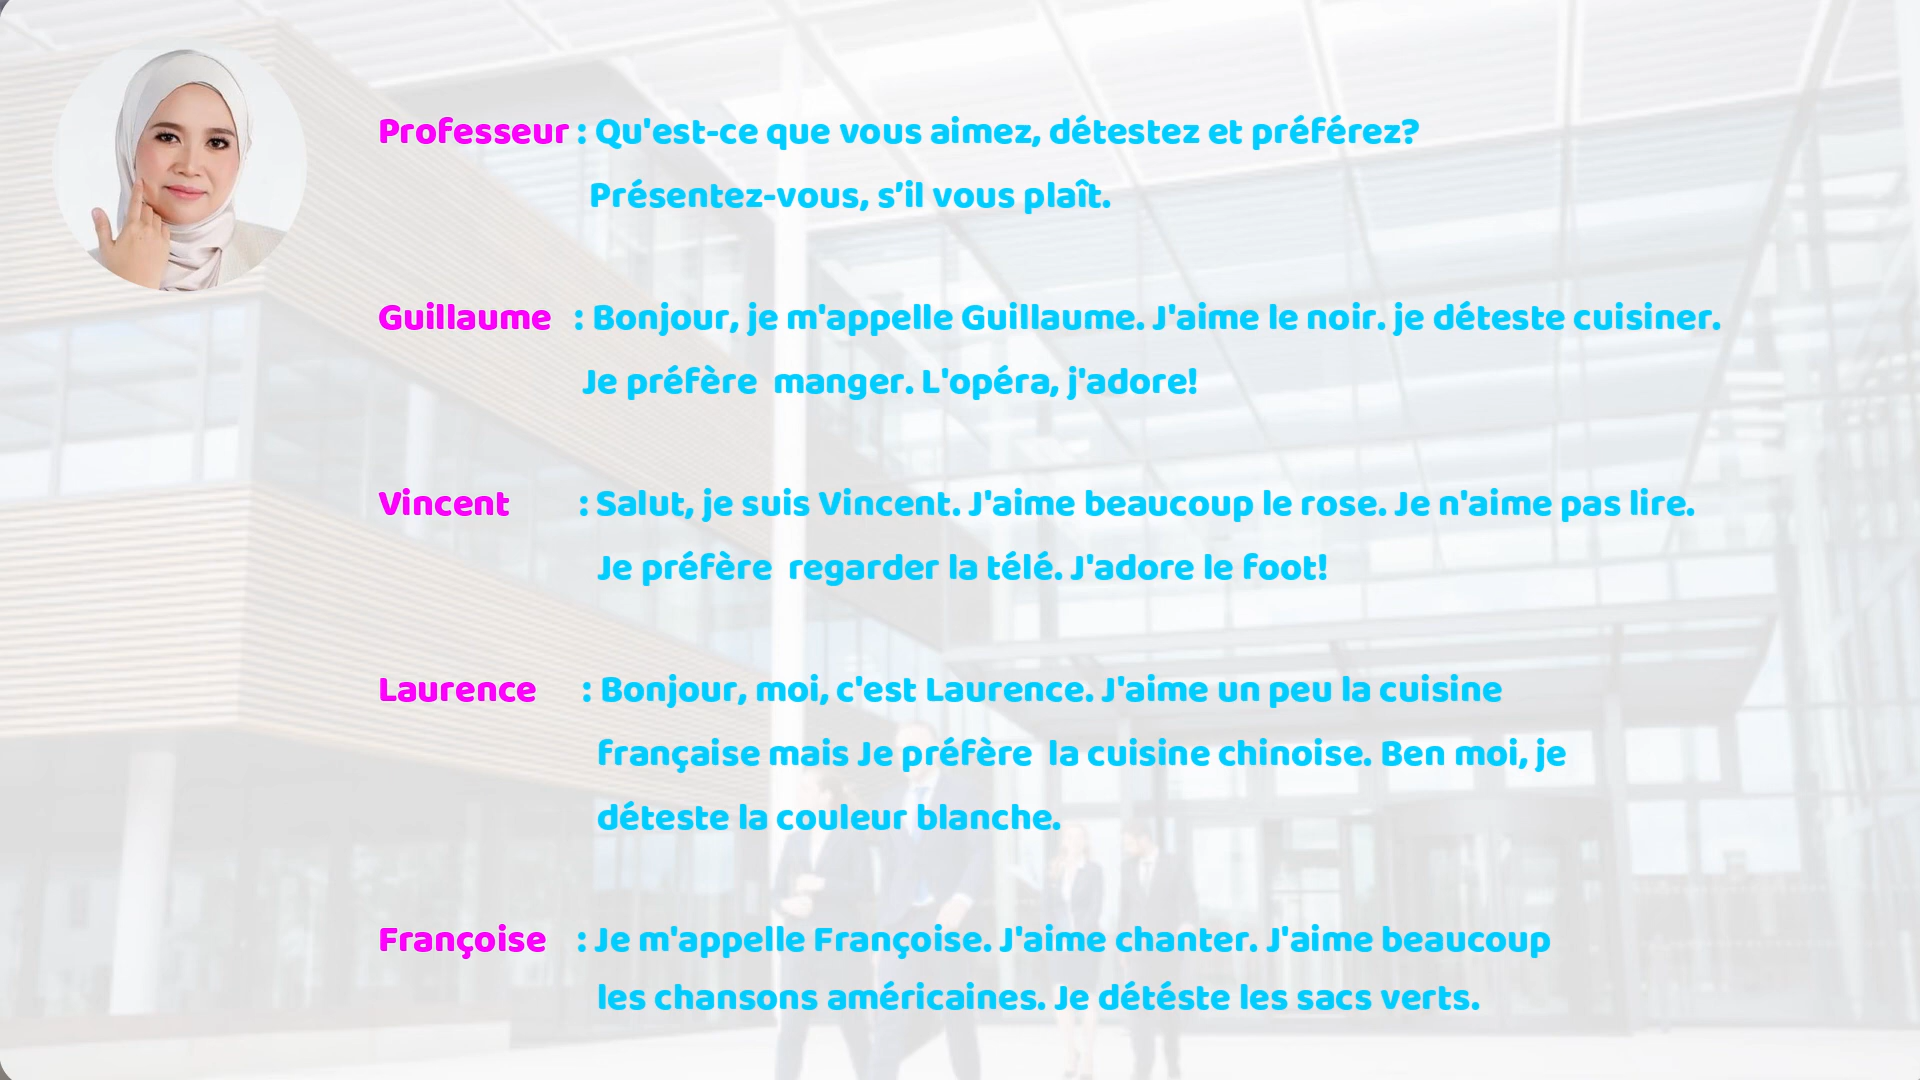 Professeur : Qu'est-ce que vous aimez, détestez et préférez?
Présentez-vous, s’il vous plaît.
Guillaume : Bonjour, je m'appelle Guillaume. J'aime le noir. je déteste cuisiner.
Je préfère manger. L'opéra, j'adore!
Vincent : Salut, je suis Vincent. J'aime beaucoup le rose. Je n'aime pas lire.
Je préfère regarder la télé. J'adore le foot!
Laurence : Bonjour, moi, c'est Laurence. J'aime un peu la cuisine
française mais Je préfère la cuisine chinoise. Ben moi, je
déteste la couleur blanche.
Françoise : Je m'appelle Françoise. J'aime chanter. J'aime beaucoup
les chansons américaines. Je détéste les sacs verts.